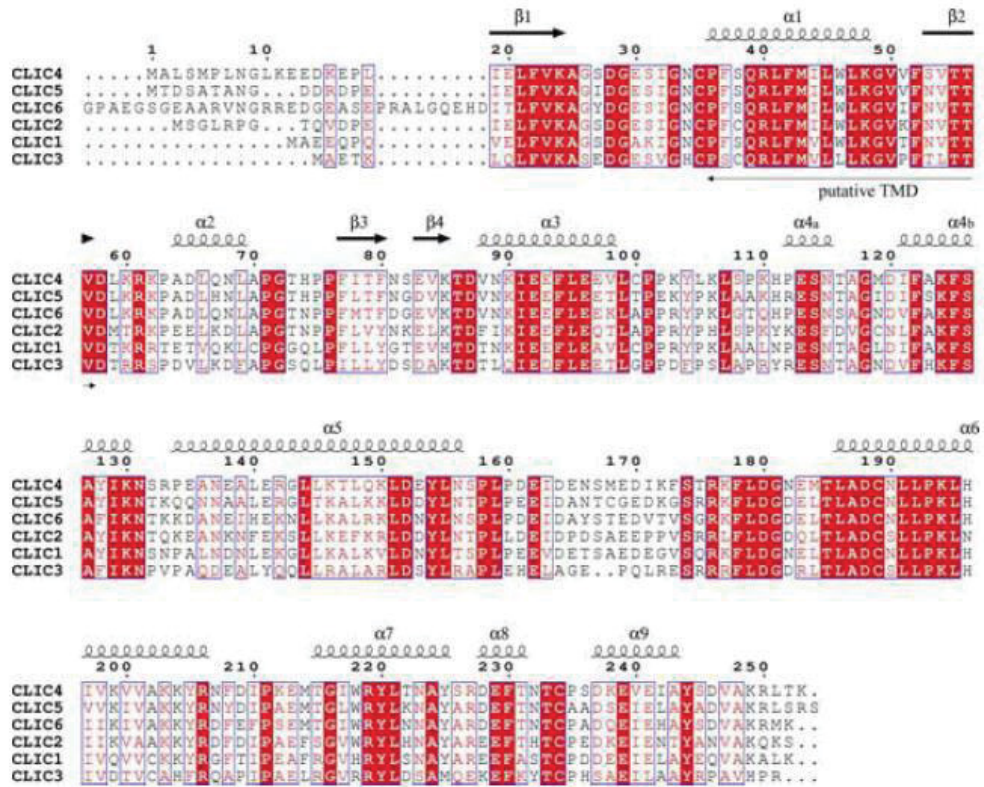 β1 α1 β2
1 10 20 30 40 50
CLIC4 .....MALSMPLNGLKEEDKEPL.........IELFVKAGSDGESIGNCPFSQRLFMILWLKGVVFSVTT
CLIC5 .....MTDSATANG...DDRDPE.........IELFVKAGIDGESIGNCPFSQRLFMILWLKGVVFNVTT
CLIC6 GPAEGSGEAARVNGRREDGEASEPRALGQEHDITLFVKAGYDGESIGNCPFSQRLFMILWLKGVIFNVTT
CLIC2 .......MSGLRPG...TQVDPE.........IELFVKAGSDGESIGNCPFCQRLFMILWLKGVKFNVTT
CLIC1 ................MAEEQPQ.........VELFVKAGSDGAKIGNCPFSQRLFMVLWLKGVTFNVTT
CLIC3 ..................MAETK.........LQLFVKASEDGESVGHCPSCQRLFMVLLLKGVPFTLTT
putative TMD
α2 β3 β4 α3 α4a α4b
60 70 80 90 100 110 120
CLIC4 VDLKRKPADLQNLAPGTHPPFITFNSEVKTDVNKIEEFLEEVLCPPKYLKLSPKHPESNTAGMDIFAKFS
CLIC5 VDLKRKPADLHNLAPGTHPPFLTFNGDVKTDVNKIEEFLEETLTPEKYPKLAAKHRESNTAGIDIFSKFS
CLIC6 VDLKRKPADLQNLAPGTNPPFMTFDGEVKTDVNKIEEFLEEKLAPPRYPKLGTQHPESNSAGNDVFAKFS
CLIC2 VDMTRKPEELKDLAPGTNPPFLVYNKELKTDFIKIEEFLEQTLAPPRYPHLSPKYKESFDVGCNLFAKFS
CLIC1 VDTKRRTETVQKLCPGGQLPFLLYGTEVHTDTNKIEEFLEAVLCPPRYPKLAALNPESNTAGLDIFAKFS
CLIC3 VDTRRSPDVLKDFAPGSQLPILLYDSDAKTDTLQIEDFLEETLGPPDFPSLAPRYRESNTAGNDVFHKFS
α5 α6
130 140 150 160 170 180 190
CLIC4 AYIKNSRPEANEALERGLLKTLQKLDEYLNSPLPDEIDENSMEDIKFSTRKFLDGNEMTLADCNLLPKLH
CLIC5 AYIKNTKQQNNAALERGLTKALKKLDDYLNTPLPEEIDANTCGEDKGSRRKFLDGDELTLADCNLLPKLH
CLIC6 AFIKNTKKDANEIHEKNLLKALRKLDNYLNSPLPDEIDAYSTEDVTVSGRKFLDGDELTLADCNLLPKLH
CLIC2 AYIKNTQKEANKNFEKSLLKEFKRLDDYLNTPLLDEIDPDSAEEPPVSRRLFLDGDQLTLADCSLLPKLN
CLIC1 AYIKNSNPALNDNLEKGLLKALKVLDNYLTSPLPEEVDETSAEDEGVSQRKFLDGNELTLADCNLLPKLH
CLIC3 AFIKNPVPAQDEALYQQLLRALARLDSYLRAPLEHELAGE..PQLRESRRRFLDGDRLTLADCSLLPKLH
α7 α8 α9
200 210 220 230 240 250
CLIC4 IVKVVAKKYRNFDIPKEMTGIWRYLTNAYSRDEFTNTCPSDKEVEIAYSDVAKRLTK.
CLIC5 VVKIVAKKYRNYDIPAEMTGLWRYLKNAYARDEFTNTCAADSEIELAYADVAKRLSRS
CLIC6 IIKIVAKKYRDFEFPSEMTGIWRYLNNAYARDEFTNTCPADQEIEHAYSDVAKRMK..
CLIC2 IIKVAAKKYRDFDIPAEFSGVWRYLHNAYAREEFTHTCPEDKEIENTYANVAKQKS..
CLIC1 IVQVVCKKYRGFTIPEAFRGVHRYLSNAYAREEFASTCPDDEEIELAYEQVAKALK..
CLIC3 IVDTVCAHFRQAPIPAELRGVRRYLDSAMQEKEFKYTCPHSAEILAAYRPAVHPR...